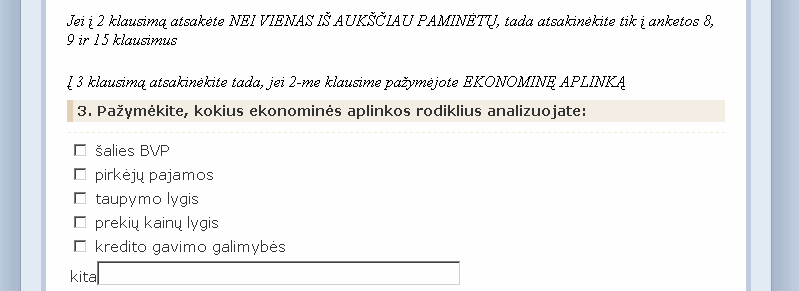 Jei į 2 klausimą atsakėte NEI VIENAS IŠ AUKŠČIAU PAMINĖTŲ, tada atsakinėkite tik į anketos 8,
9 ir 15 klausimus
Į 3 klausimą atsakinėkite tada, jei 2-me klausime pažymėjote EKONOMINĘ APLINKĄ
3. Pažymėkite, kokius ekonominės aplinkos rodiklius analizuojate:
šalies BVP
pirkėjų pajamos
taupymo lygis
prekių kainų lygis
kredito gavimo galimybės
kita